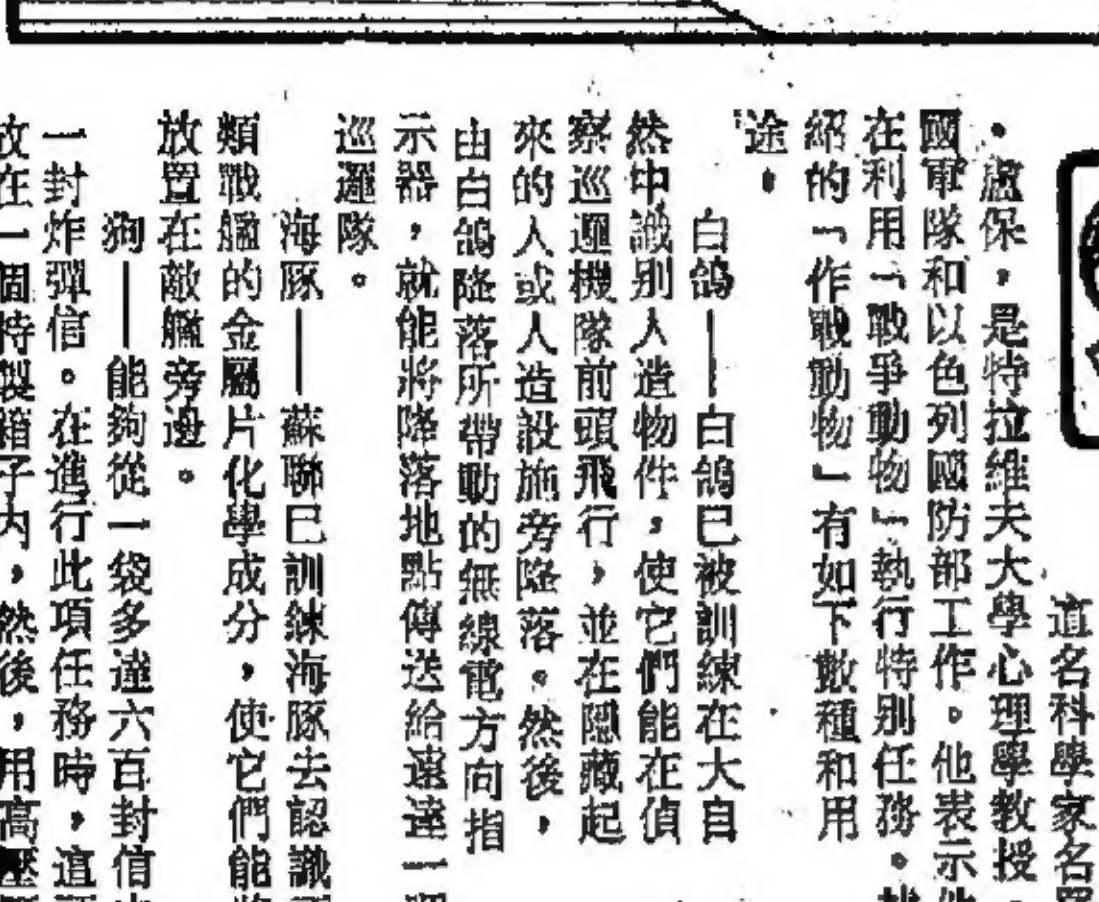 這名科學家名
・盧保，是特拉維夫大學心理學教授，
國軍隊和以色列國防部工作。他表示他
在利用「戰爭動物」執行特別任務。
紹的「作戰動物」有如下數種和用
途，
白鴿——白鴿已被訓練在大自
然中識別人造物件，使它們能在偵
察巡邏機隊前頭飛行，並在隱藏起
來的人或人造設施旁降落。然後，
由白鴿降落所帶動的無線電方向指
示器，就能將降落地點傳送給遠達一
巡邏隊。
海豚——蘇聯已訓練海豚去認識
類戰艦的金屬片化學成分，使它們能將
放置在敵艦旁邊。
狗——能夠從一袋多達六百封信
一封炸彈信。在進行此項任務時，這
放在一個特製箱子內，然後，用高壓